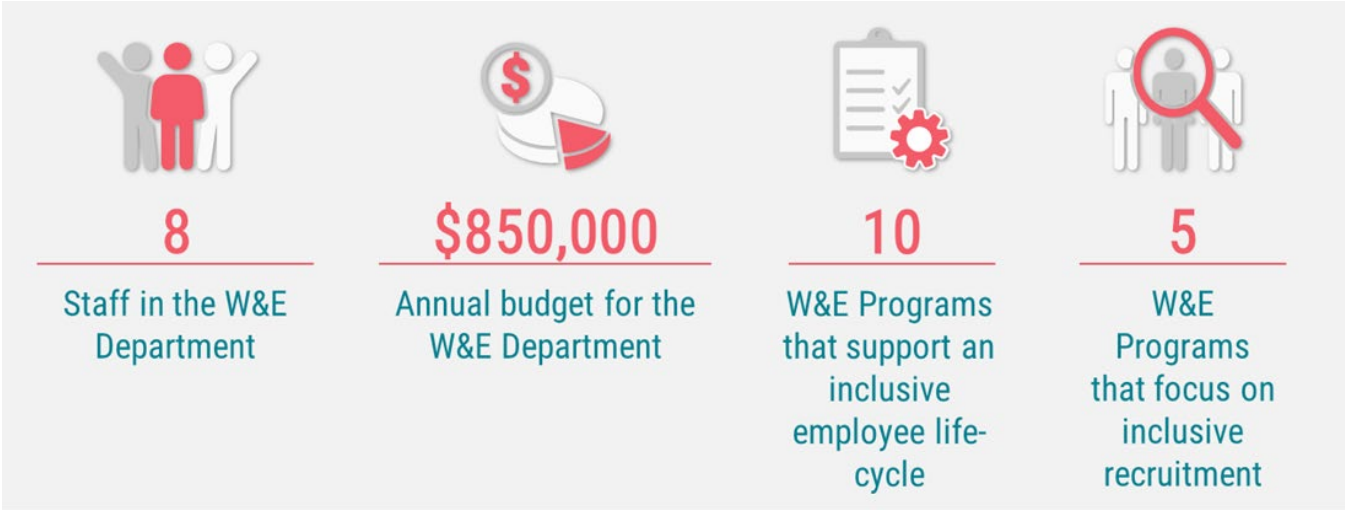 8
Staff in the W&E
Department
$850,000
Annual budget for the
W&E Department
10
W&E Programs
that support an
inclusive
employee life-
cycle
5
W&E
Programs
that focus on
inclusive
recruitment